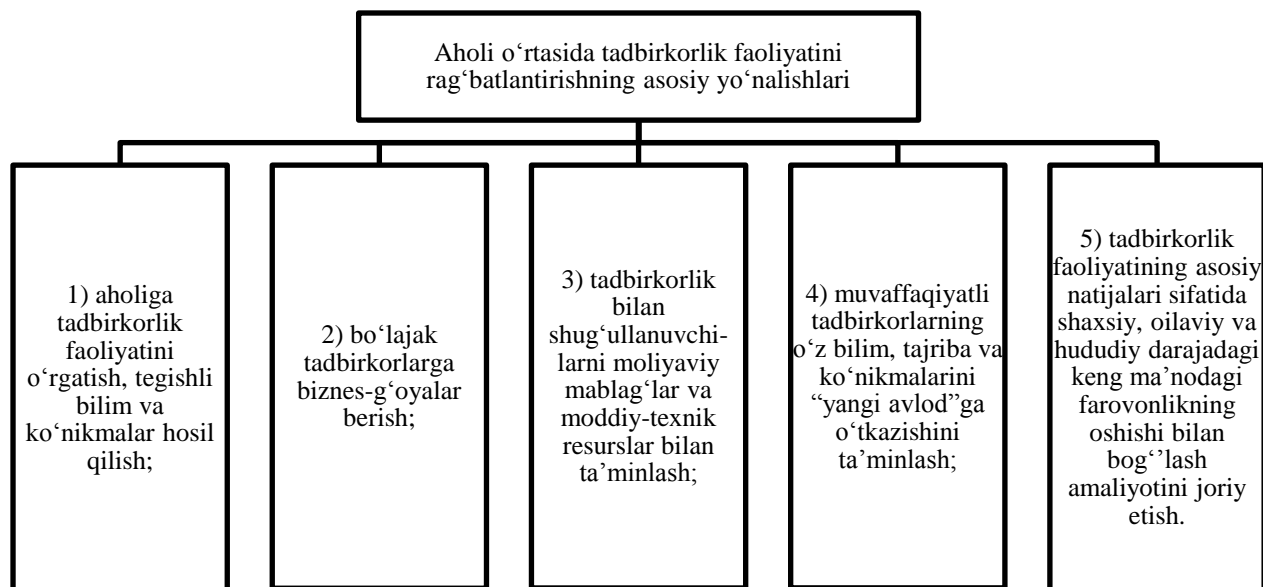 Aholi o‘rtasida tadbirkorlik faoliyatini
rag‘batlantirishning asosiy yo‘nalishlari
1) aholiga
tadbirkorlik
faoliyatini
o‘rgatish, tegishli
bilim va
ko‘nikmalar hosil
qilish;
2) bo‘lajak
tadbirkorlarga
biznes-g‘oyalar
berish;
3) tadbirkorlik
bilan
shug‘ullanuvchi-
larni moliyaviy
mablag‘lar va
moddiy-texnik
resurslar bilan
ta’minlash;
4) muvaffaqiyatli
tadbirkorlarning
o‘z bilim, tajriba va
ko‘nikmalarini
“yangi avlod”ga
o‘tkazishini
ta’minlash;
5) tadbirkorlik
faoliyatining asosiy
natijalari sifatida
shaxsiy, oilaviy va
hududiy darajadagi
keng ma’nodagi
farovonlikning
oshishi bilan
bog‘’lash
amaliyotini joriy
etish.